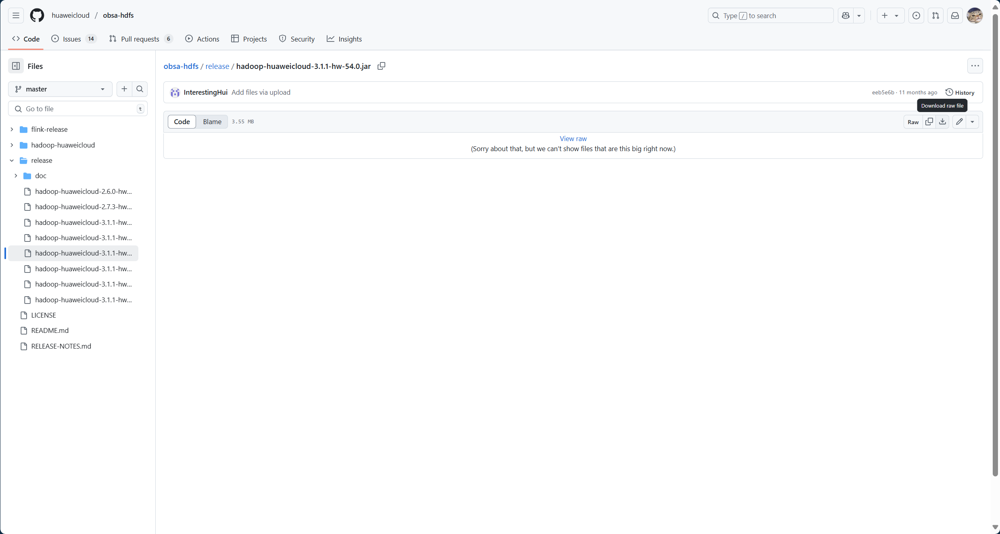 huaweicloud / obsa-hdfs
Type / to search
Code
Issues 14
Pull requests 6
Actions
Projects
Security
Insights
Files
master
Go to file
t
flink-release
hadoop-huaweicloud
release
doc
hadoop-huaweicloud-2.6.0-hw...
hadoop-huaweicloud-2.7.3-hw...
hadoop-huaweicloud-3.1.1-hw...
hadoop-huaweicloud-3.1.1-hw...
hadoop-huaweicloud-3.1.1-hw...
hadoop-huaweicloud-3.1.1-hw...
hadoop-huaweicloud-3.1.1-hw...
hadoop-huaweicloud-3.1.1-hw...
LICENSE
README.md
RELEASE-NOTES.md
obsa-hdfs / release / hadoop-huaweicloud-3.1.1-hw-54.0.jar
InterestingHui Add files via upload
eeb5e6b · 11 months ago
History
Download raw file
Code Blame 3.55 MB
Raw
View raw
(Sorry about that, but we can’t show files that are this big right now.)